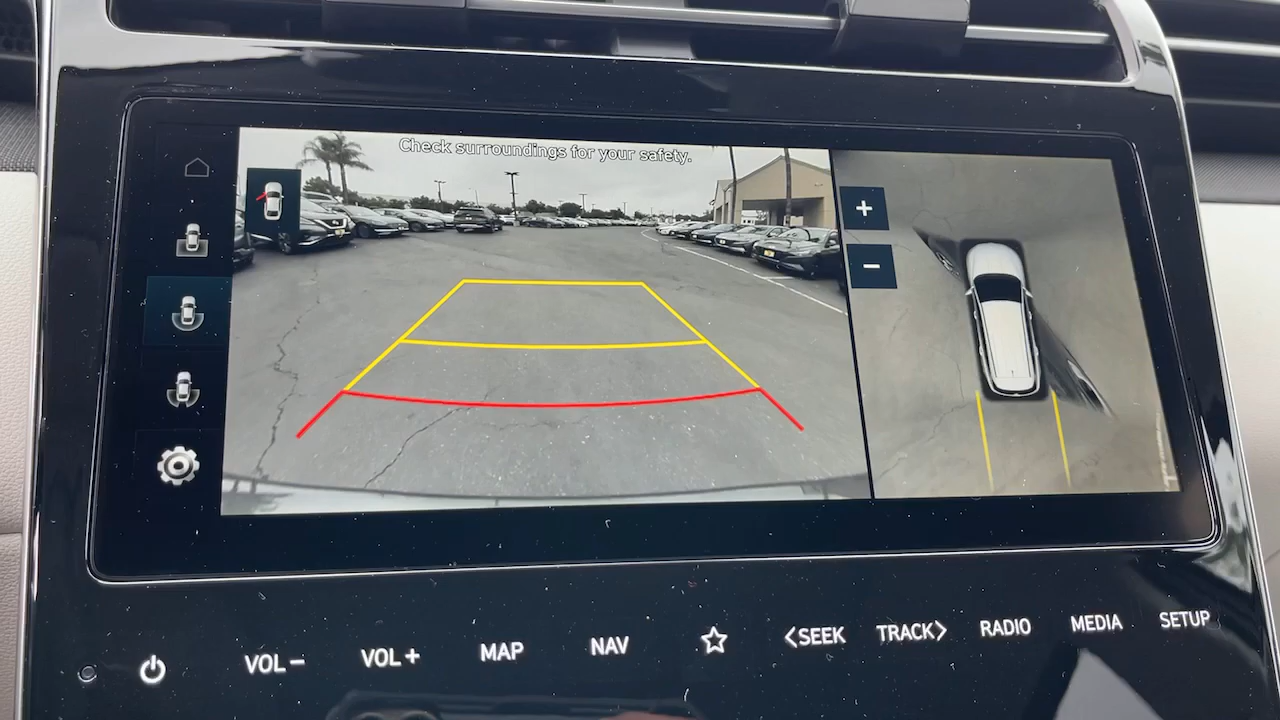 Check surroundings for your safety.
+
−
VOL− VOL+ MAP NAV <SEEK TRACK> RADIO MEDIA SETUP